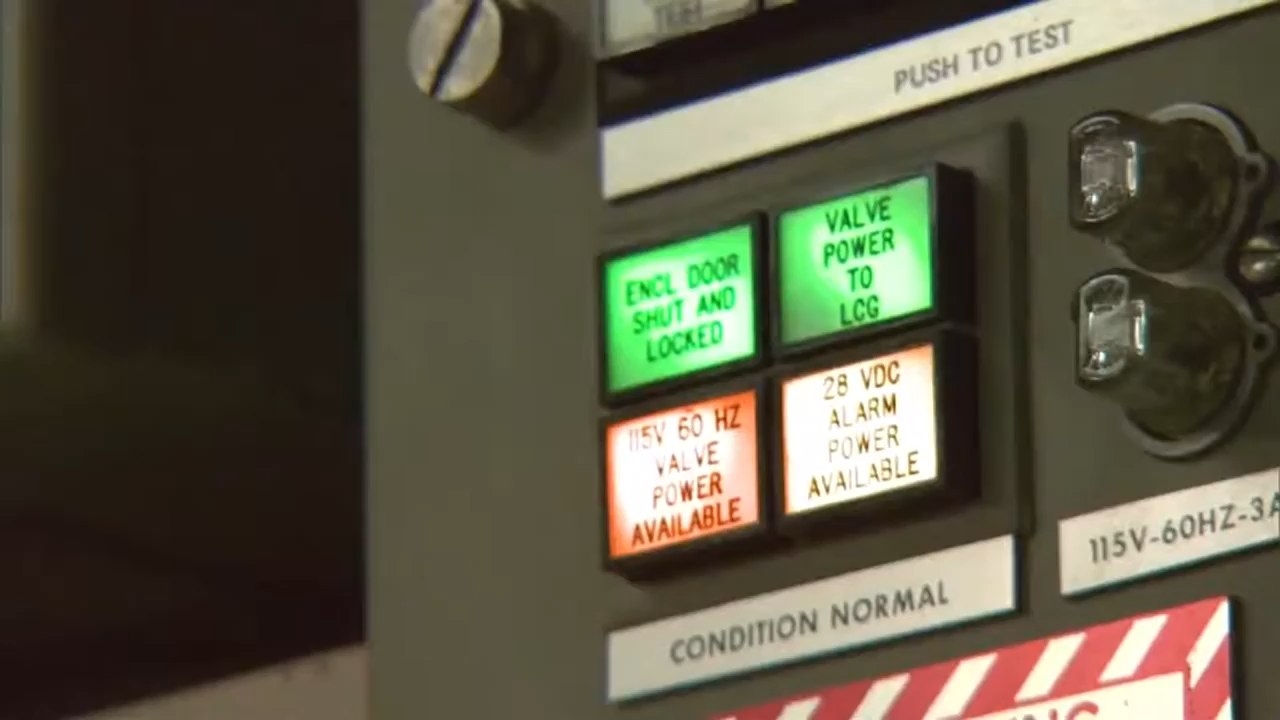 PUSH TO TEST
ENCL DOOR
SHUT AND
LOCKED
VALVE
POWER
TO
LCG
115V 60 HZ
VALVE
POWER
AVAILABLE
28 VDC
ALARM
POWER
AVAILABLE
CONDITION NORMAL
115V-60HZ-3A